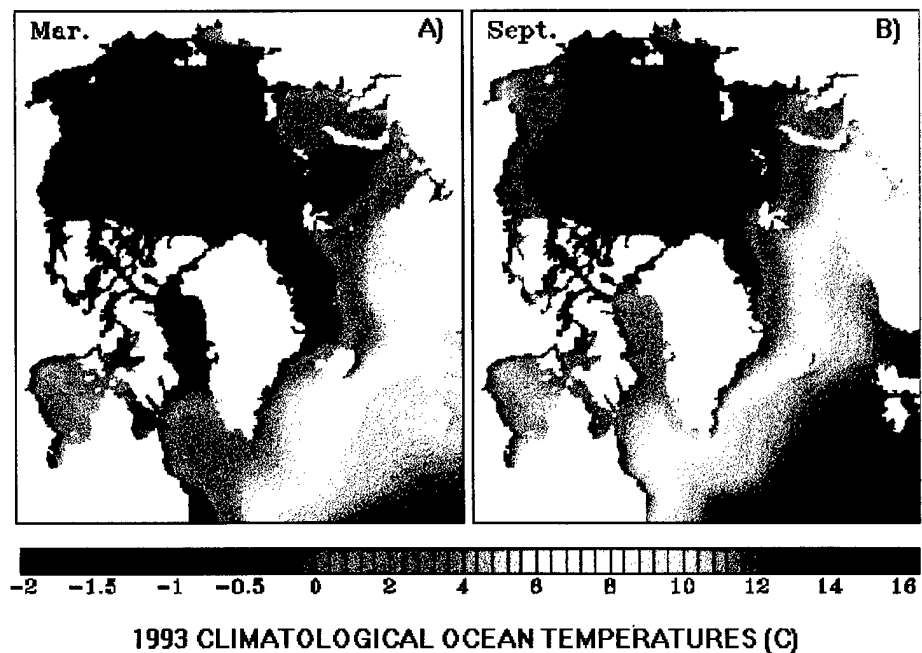 Mar. A) Sept. B)
-2 -1.5 -1 -0.5 0 2 4 6 8 10 12 14 16
1993 CLIMATOLOGICAL OCEAN TEMPERATURES (C)